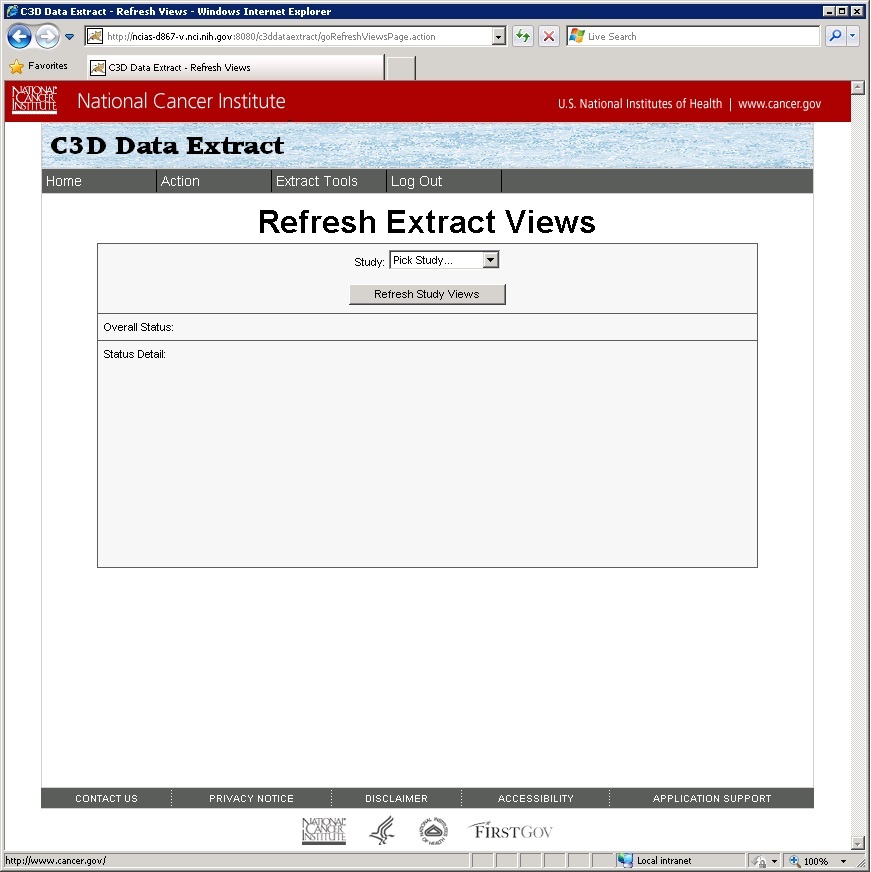 C3D Data Extract - Refresh Views - Windows Internet Explorer
http://ncias-d867-v.nci.nih.gov:8080/c3ddataextract/goRefreshViewsPage.action
Live Search
Favorites
C3D Data Extract - Refresh Views
NATIONAL CANCER INSTITUTE
National Cancer Institute
U.S. National Institutes of Health | www.cancer.gov
C3D Data Extract
Home Action Extract Tools Log Out
Refresh Extract Views
Study: Pick Study...
Refresh Study Views
Overall Status:
Status Detail:
CONTACT US PRIVACY NOTICE DISCLAIMER ACCESSIBILITY APPLICATION SUPPORT
NATIONAL CANCER INSTITUTE
FIRSTGOV
http://www.cancer.gov/ Local intranet 100%